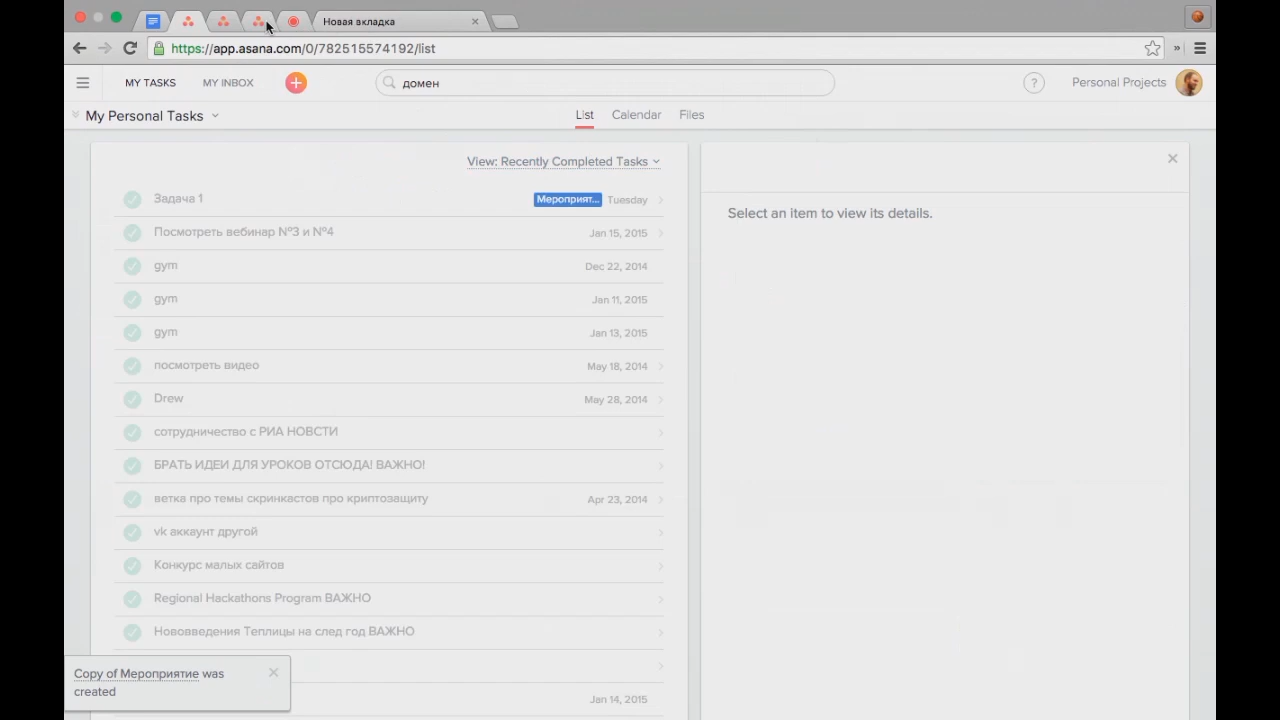 Новая вкладка
https://app.asana.com/0/782515574192/list
MY TASKS MY INBOX домен ? Personal Projects
My Personal Tasks List Calendar Files
View: Recently Completed Tasks
Задача 1 Мероприят... Tuesday
Посмотреть вебинар №3 и №4 Jan 15, 2015
gym Dec 22, 2014
gym Jan 11, 2015
gym Jan 13, 2015
посмотреть видео May 18, 2014
Drew May 28, 2014
сотрудничество с РИА НОВСТИ
БРАТЬ ИДЕИ ДЛЯ УРОКОВ ОТСЮДА! ВАЖНО!
ветка про темы скринкастов про криптозащиту Apr 23, 2014
vk аккаунт другой
Конкурс малых сайтов
Regional Hackathons Program ВАЖНО
Нововведения Теплицы на след год ВАЖНО
Jan 14, 2015
Select an item to view its details.
Copy of Мероприятие was
created